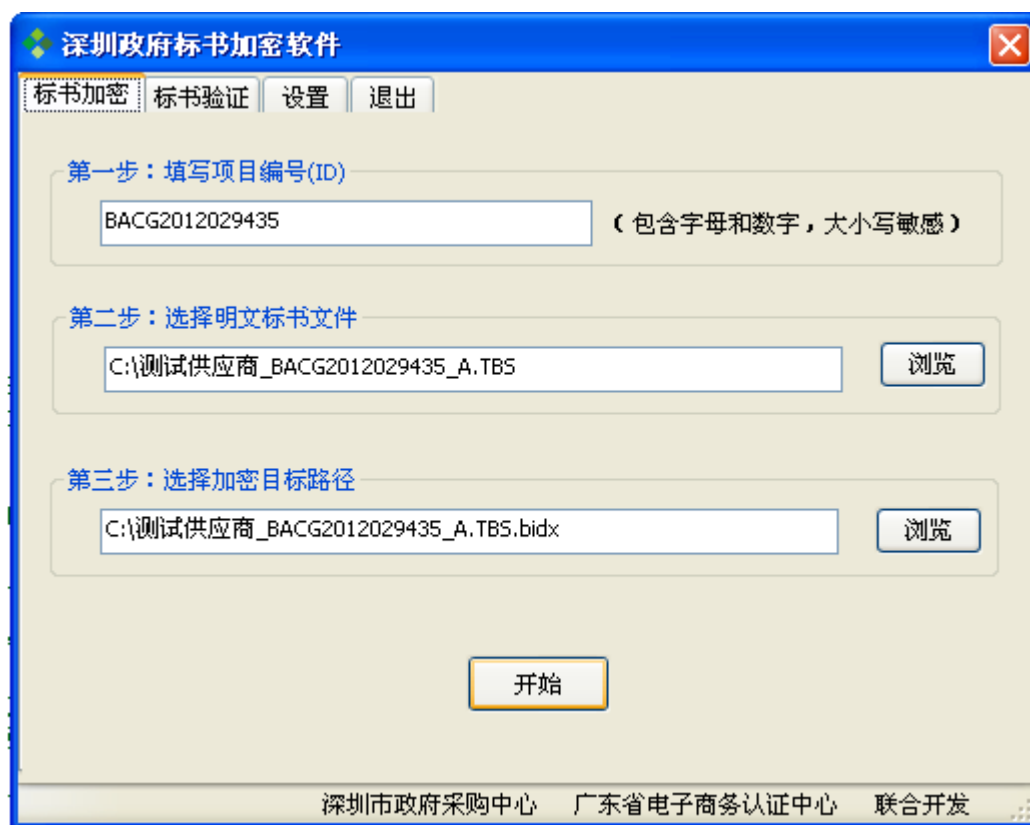 深圳政府标书加密软件
标书加密 标书验证 设置 退出
第一步：填写项目编号(ID)
BACG2012029435 （包含字母和数字，大小写敏感）
第二步：选择明文标书文件
C:\测试供应商_BACG2012029435_A.TBS 浏览
第三步：选择加密目标路径
C:\测试供应商_BACG2012029435_A.TBS.bidx 浏览
开始
深圳市政府采购中心 广东省电子商务认证中心 联合开发